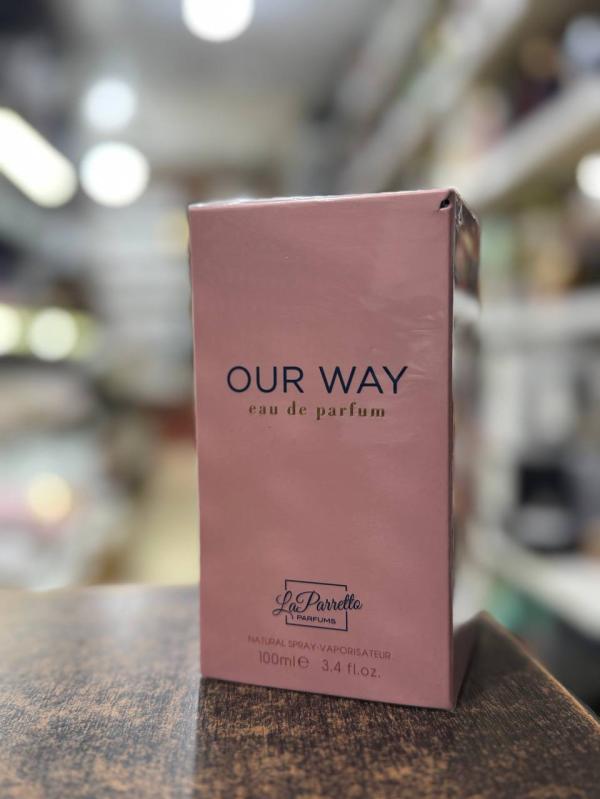 OUR WAY
eau de parfum
La Parretto
PARFUMS
NATURAL SPRAY-VAPORISATEUR
100ml℮ 3.4 fl.oz.